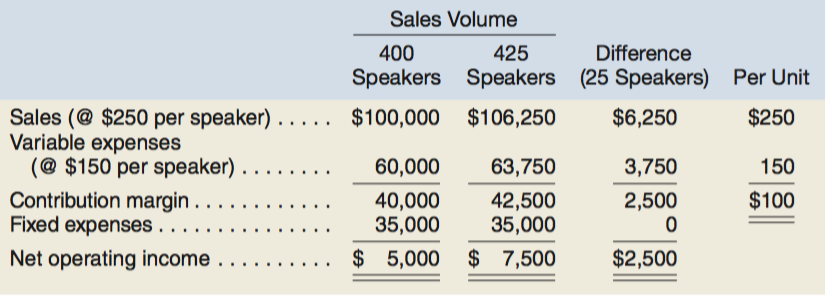 Sales Volume
400 425 Difference
Speakers Speakers (25 Speakers) Per Unit
Sales (@ $250 per speaker) . . . . . $100,000 $106,250 $6,250 $250
Variable expenses
(@ $150 per speaker) . . . . . . . . 60,000 63,750 3,750 150
Contribution margin . . . . . . . . . . . . 40,000 42,500 2,500 $100
Fixed expenses . . . . . . . . . . . . . . . 35,000 35,000 0
Net operating income . . . . . . . . . . $ 5,000 $ 7,500 $2,500